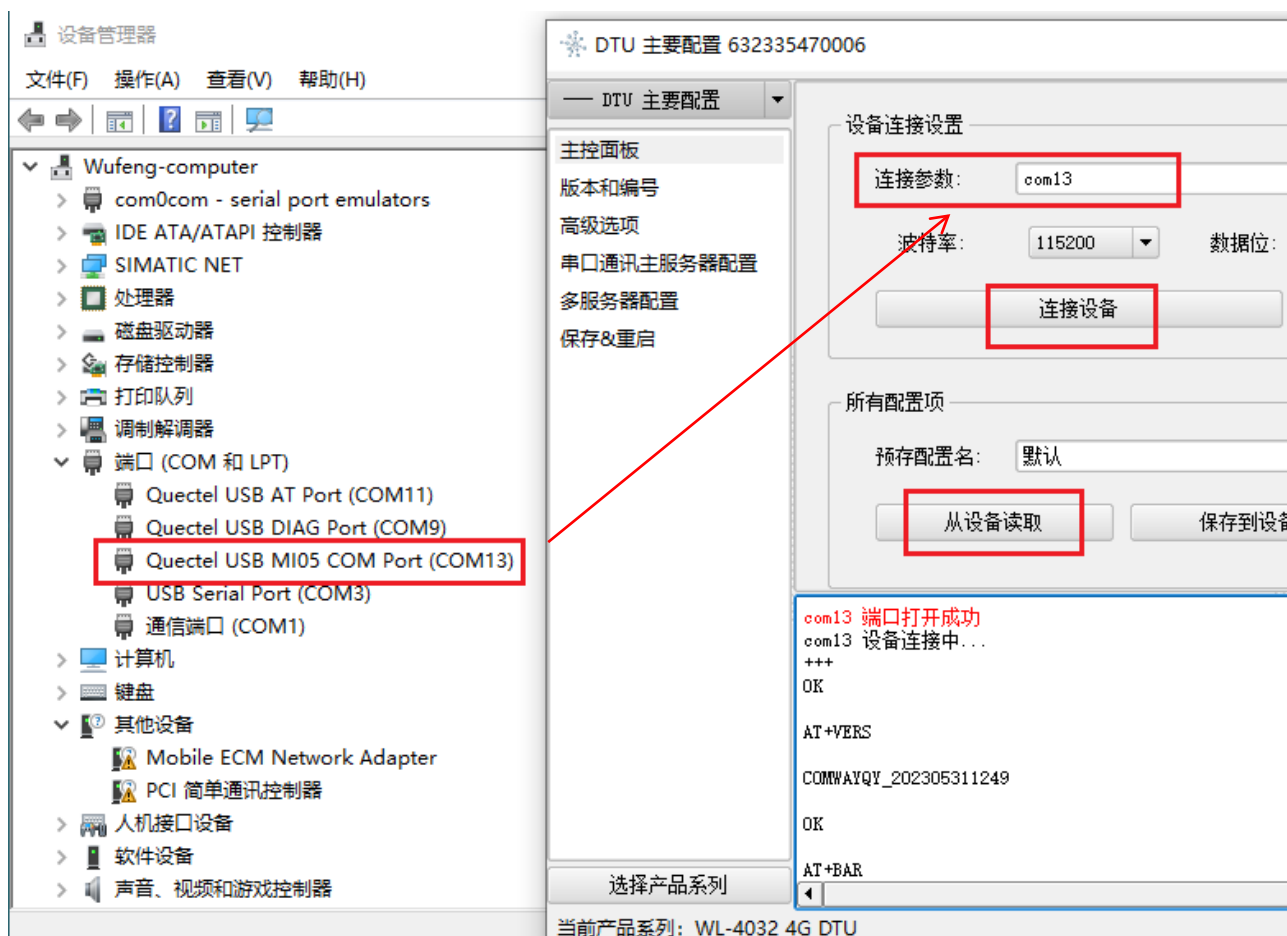 设备管理器
文件(F) 操作(A) 查看(V) 帮助(H)
Wufeng-computer
com0com - serial port emulators
IDE ATA/ATAPI 控制器
SIMATIC NET
处理器
磁盘驱动器
存储控制器
打印队列
调制解调器
端口 (COM 和 LPT)
Quectel USB AT Port (COM11)
Quectel USB DIAG Port (COM9)
Quectel USB MI05 COM Port (COM13)
USB Serial Port (COM3)
通信端口 (COM1)
计算机
键盘
其他设备
Mobile ECM Network Adapter
PCI 简单通讯控制器
人机接口设备
软件设备
声音、视频和游戏控制器
DTU 主要配置 632335470006
DTU 主要配置
主控面板
版本和编号
高级选项
串口通讯主服务器配置
多服务器配置
保存&重启
选择产品系列
设备连接设置
连接参数: com13
波特率: 115200 数据位:
连接设备
所有配置项
预存配置名: 默认
从设备读取 保存到设备
com13 端口打开成功
com13 设备连接中...
+++
OK
AT+VERS
COMWAYQY_202305311249
OK
AT+BAR
当前产品系列: WL-4032 4G DTU